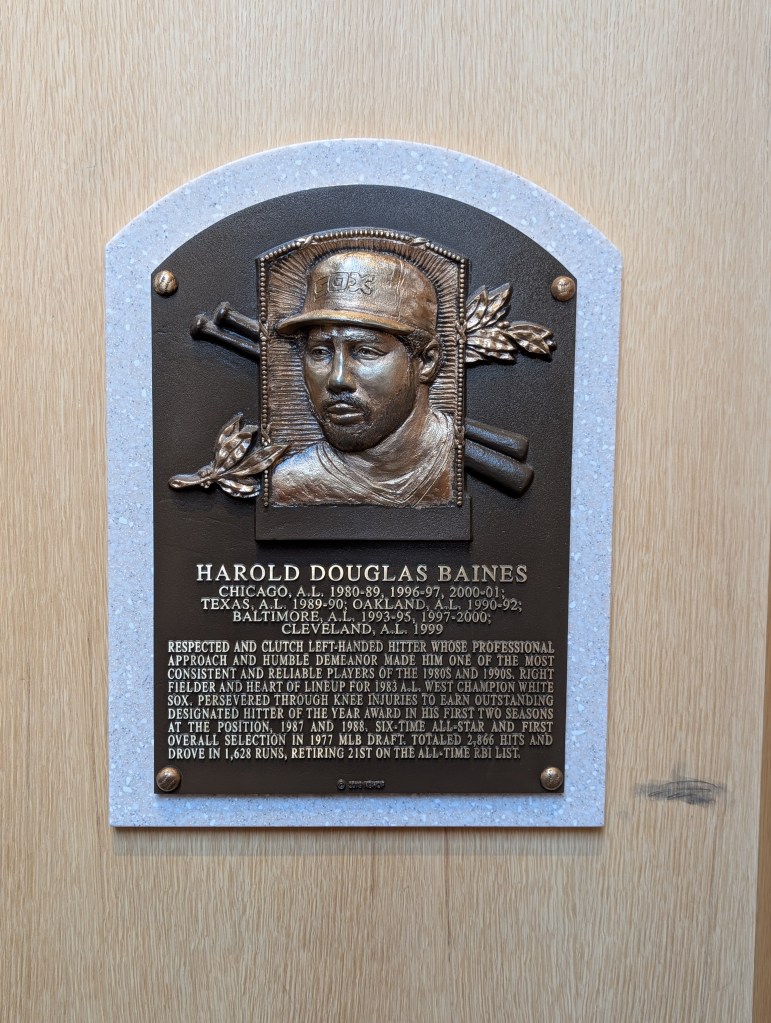 SOX
HAROLD DOUGLAS BAINES
CHICAGO, A.L. 1980-89, 1996-97, 2000-01;
TEXAS, A.L. 1989-90; OAKLAND, A.L. 1990-92;
BALTIMORE, A.L. 1993-95, 1997-2000;
CLEVELAND, A.L. 1999
RESPECTED AND CLUTCH LEFT-HANDED HITTER WHOSE PROFESSIONAL
APPROACH AND HUMBLE DEMEANOR MADE HIM ONE OF THE MOST
CONSISTENT AND RELIABLE PLAYERS OF THE 1980S AND 1990S. RIGHT
FIELDER AND HEART OF LINEUP FOR 1983 A.L. WEST CHAMPION WHITE
SOX. PERSEVERED THROUGH KNEE INJURIES TO EARN OUTSTANDING
DESIGNATED HITTER OF THE YEAR AWARD IN HIS FIRST TWO SEASONS
AT THE POSITION, 1987 AND 1988. SIX-TIME ALL-STAR AND FIRST
OVERALL SELECTION IN 1977 MLB DRAFT. TOTALED 2,866 HITS AND
DROVE IN 1,628 RUNS, RETIRING 21ST ON THE ALL-TIME RBI LIST.